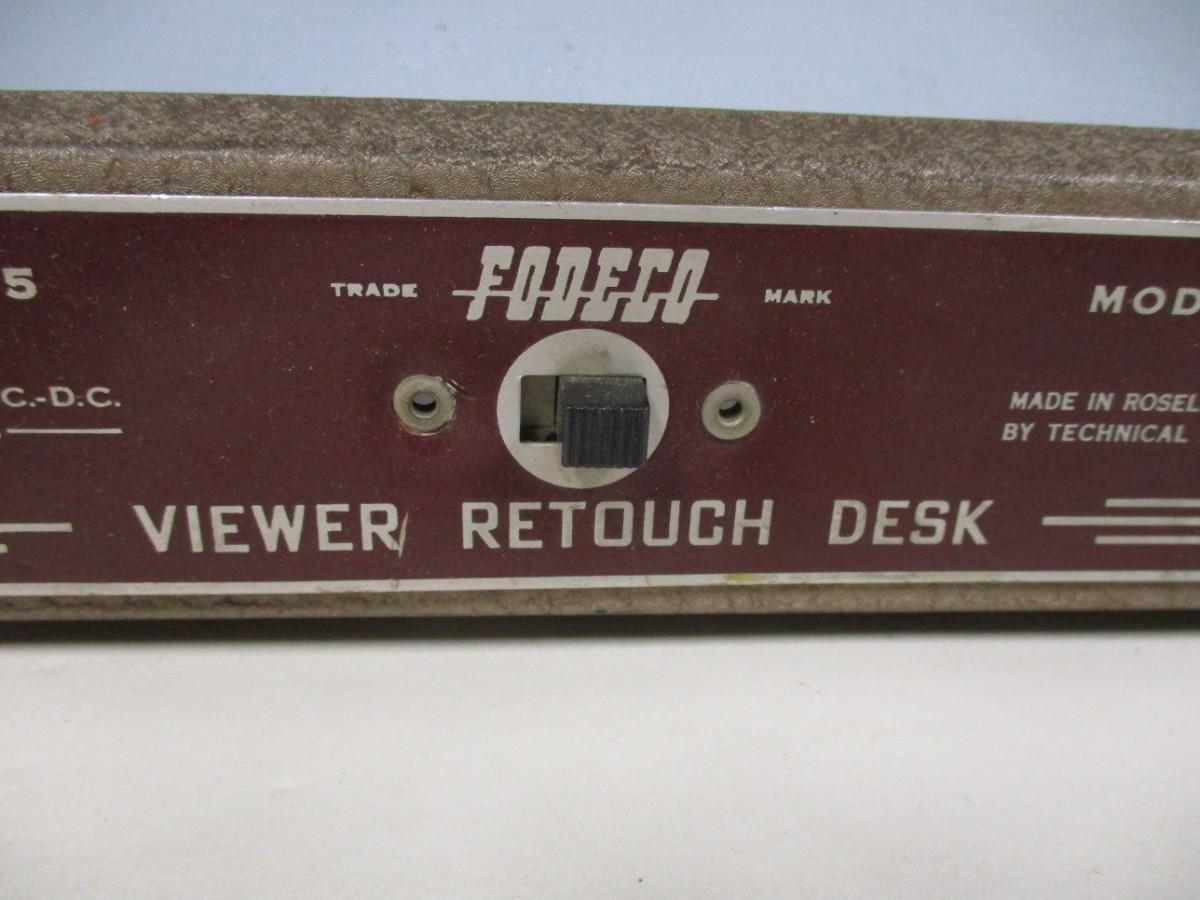 5
TRADE FODECO MARK
MOD
C.-D.C.
MADE IN ROSEL
BY TECHNICAL
VIEWER RETOUCH DESK